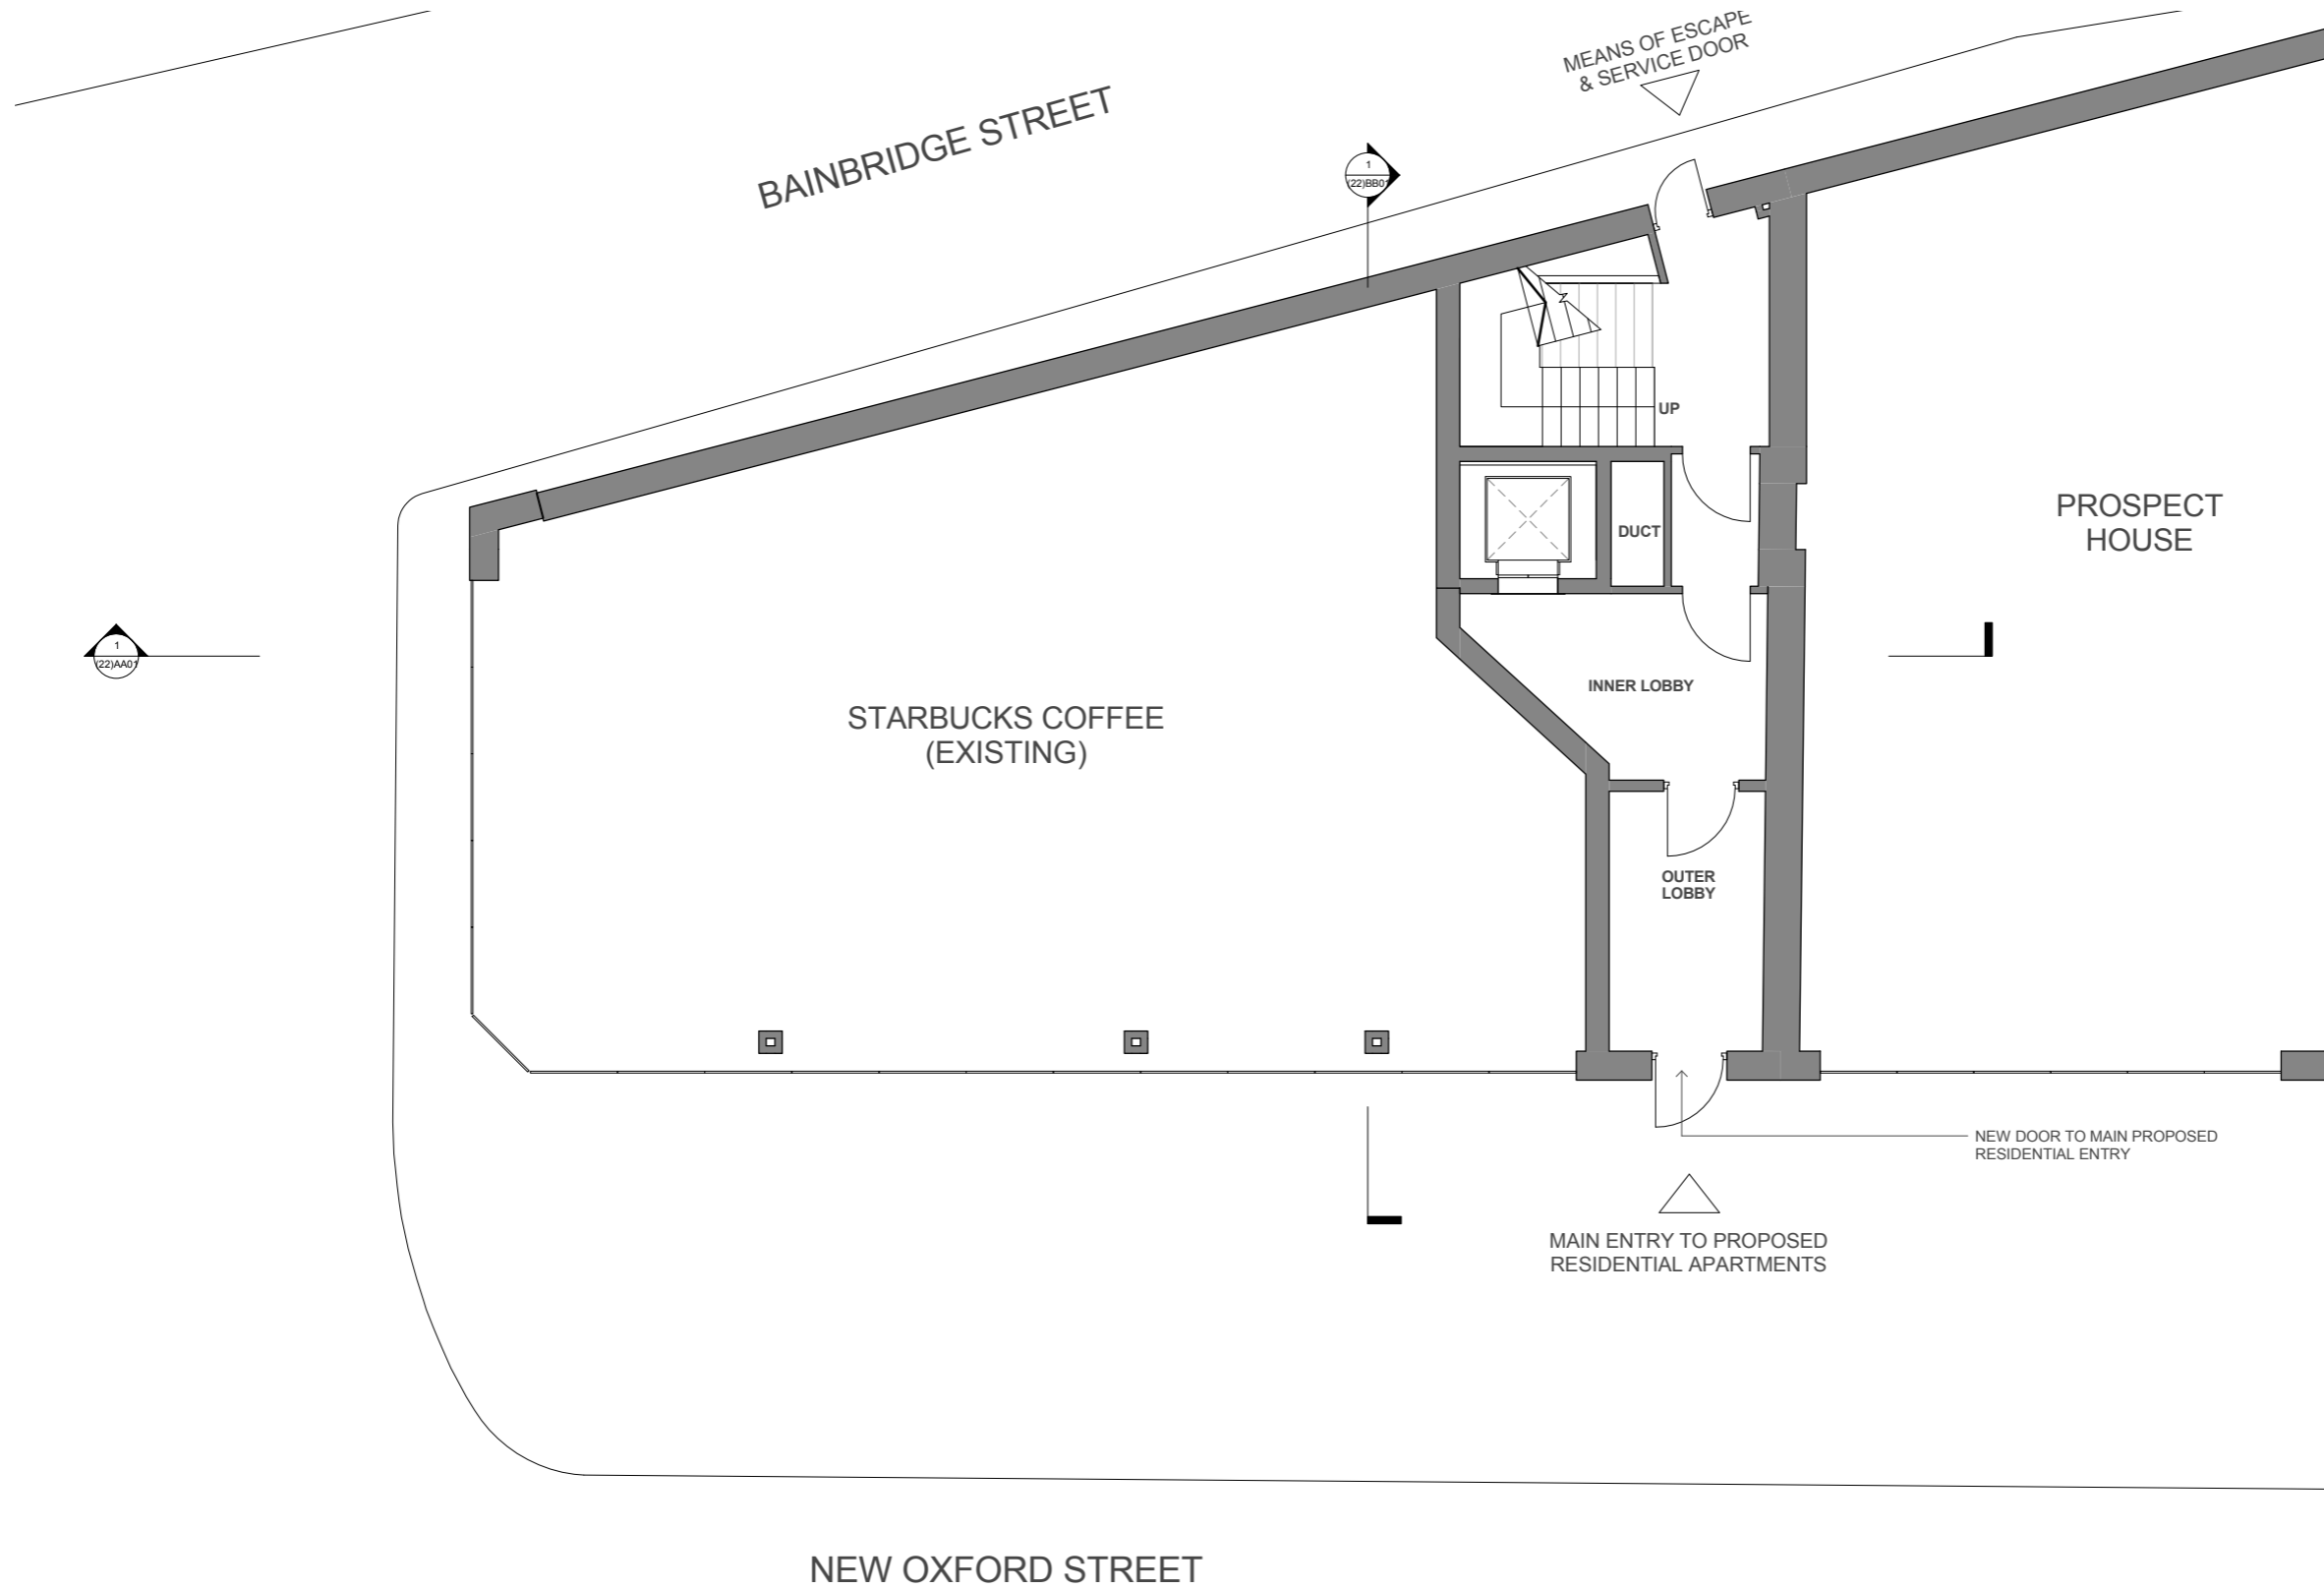 MEANS OF ESCAPE
& SERVICE DOOR
BAINBRIDGE STREET
1
(22)BB01
UP
PROSPECT
HOUSE
DUCT
1
(22)AA01
INNER LOBBY
STARBUCKS COFFEE
(EXISTING)
OUTER
LOBBY
NEW DOOR TO MAIN PROPOSED
RESIDENTIAL ENTRY
MAIN ENTRY TO PROPOSED
RESIDENTIAL APARTMENTS
NEW OXFORD STREET